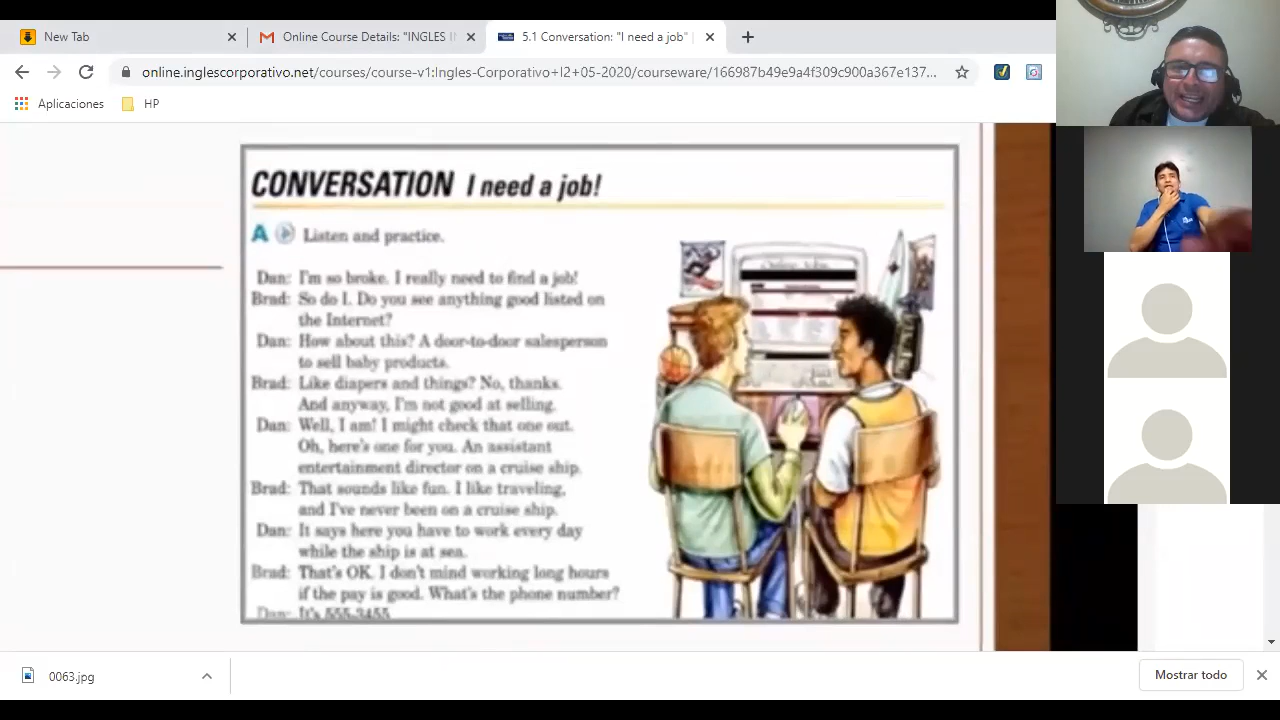 New Tab
Online Course Details: "INGLES I
5.1 Conversation: "I need a job" |
online.inglescorporativo.net/courses/course-v1:Ingles-Corporativo+I2+05-2020/courseware/166987b49e9a4f309c900a367e137...
Aplicaciones
HP
CONVERSATION I need a job!
A Listen and practice.
Dan: I'm so broke. I really need to find a job!
Brad: So do I. Do you see anything good listed on
the Internet?
Dan: How about this? A door-to-door salesperson
to sell baby products.
Brad: Like diapers and things? No, thanks.
And anyway, I'm not good at selling.
Dan: Well, I am! I might check that one out.
Oh, here's one for you. An assistant
entertainment director on a cruise ship.
Brad: That sounds like fun. I like traveling,
and I've never been on a cruise ship.
Dan: It says here you have to work every day
while the ship is at sea.
Brad: That's OK. I don't mind working long hours
if the pay is good. What's the phone number?
Dan: It's 555-3455
0063.jpg
Mostrar todo